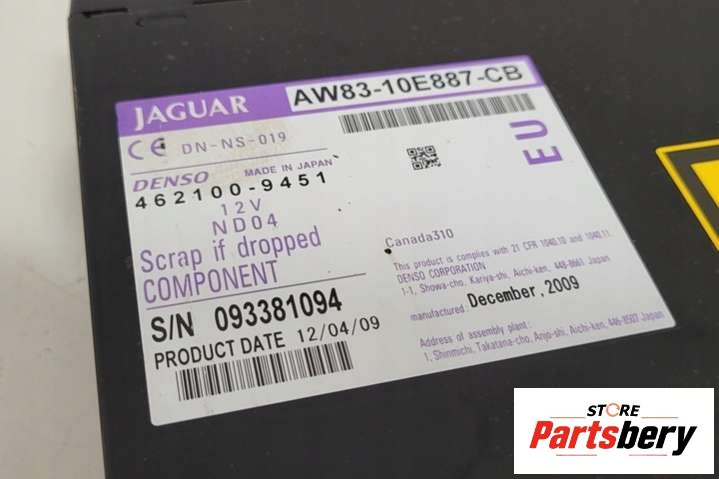 JAGUAR
AW83-10E887-CB
CE DN-NS-019
EU
DENSO MADE IN JAPAN
462100-9451
12V
ND04
Scrap if dropped
COMPONENT
S/N 093381094
PRODUCT DATE 12/04/09
Canada310
This product is complies with 21 CFR 1040.10 and 1040.11.
DENSO CORPORATION
1-1, Showa-cho, Kariya-shi, Aichi-ken, 448-8661, Japan
manufactured: December, 2009
Address of assembly plant:
1, Shinmichi, Takatana-cho, Anjo-shi, Aichi-ken, 446-8507 Japan
STORE
Partsbery